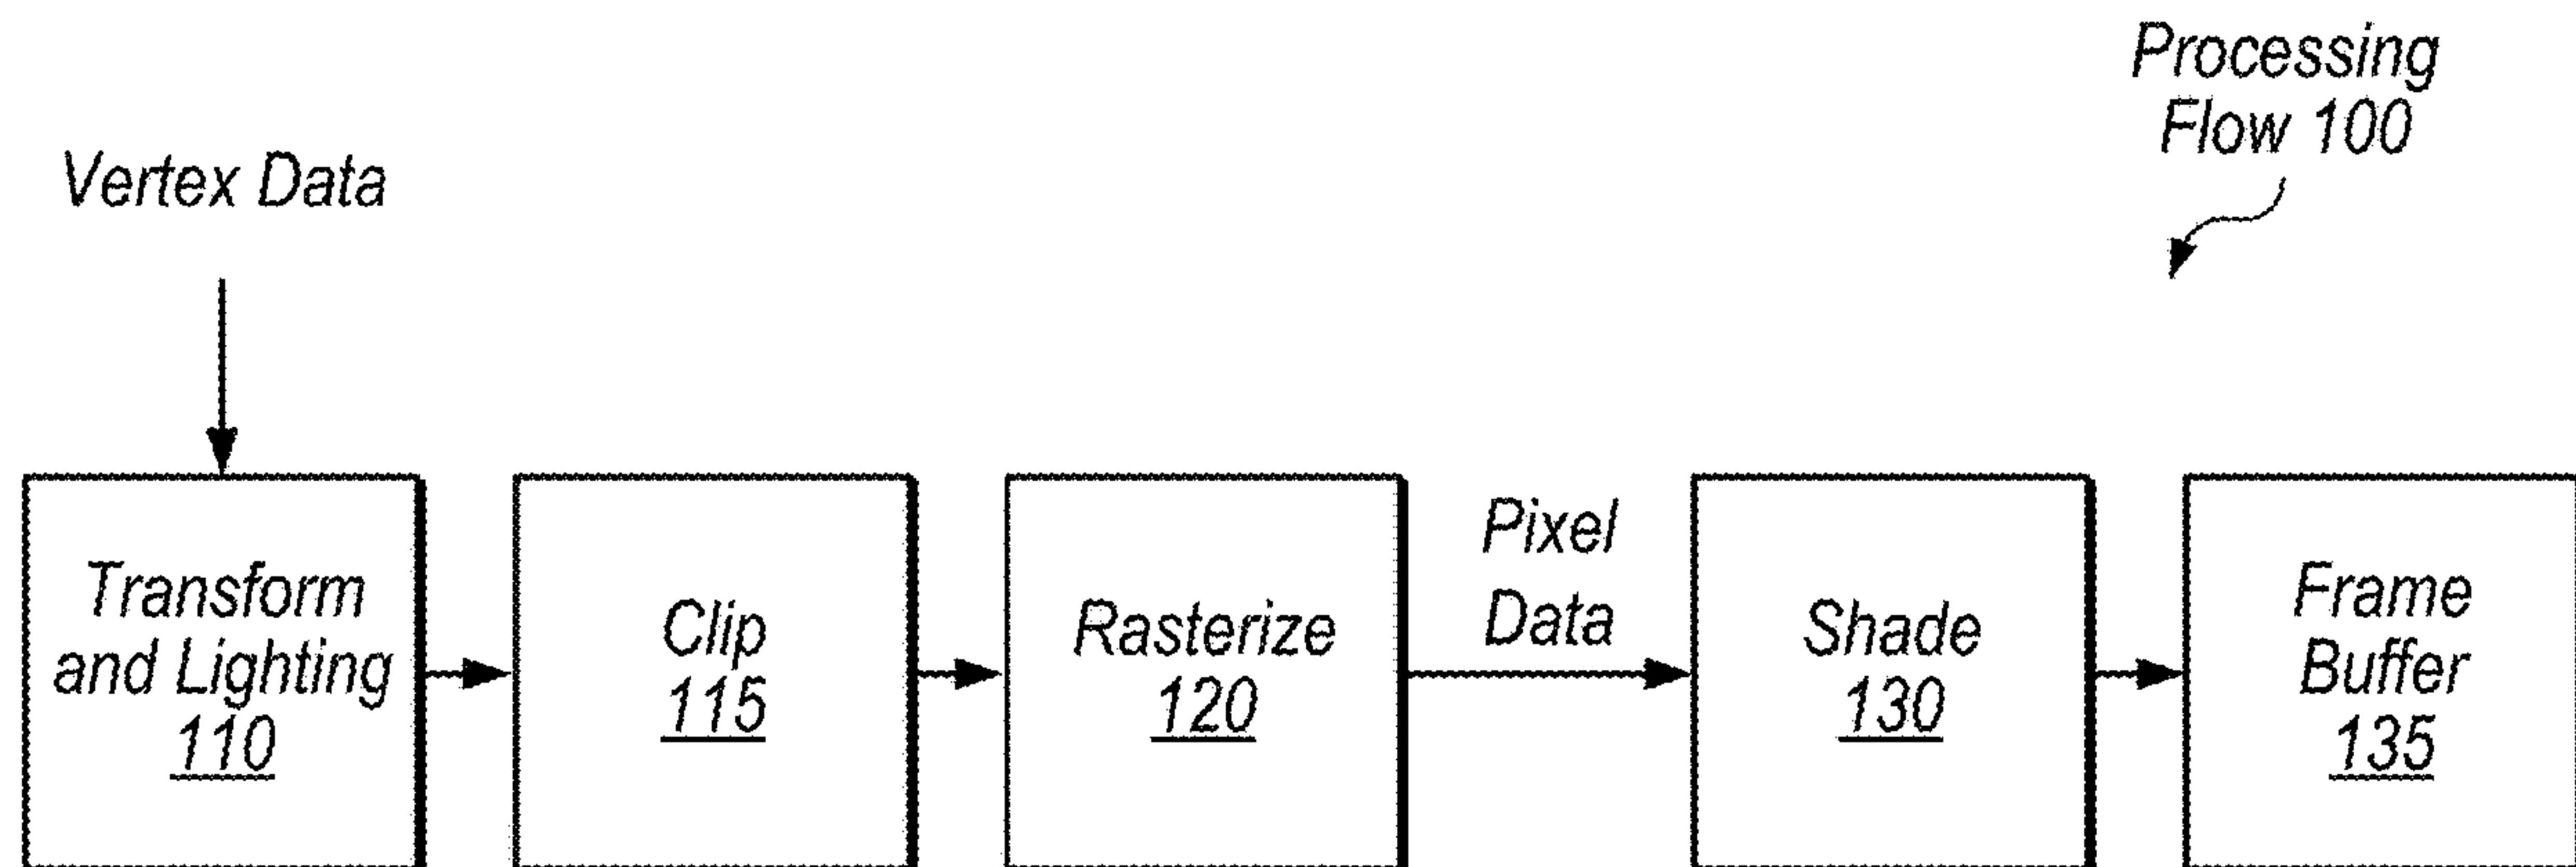 Processing
Flow 100
Vertex Data
Transform
and Lighting
110
Clip
115
Rasterize
120
Pixel
Data
Shade
130
Frame
Buffer
135